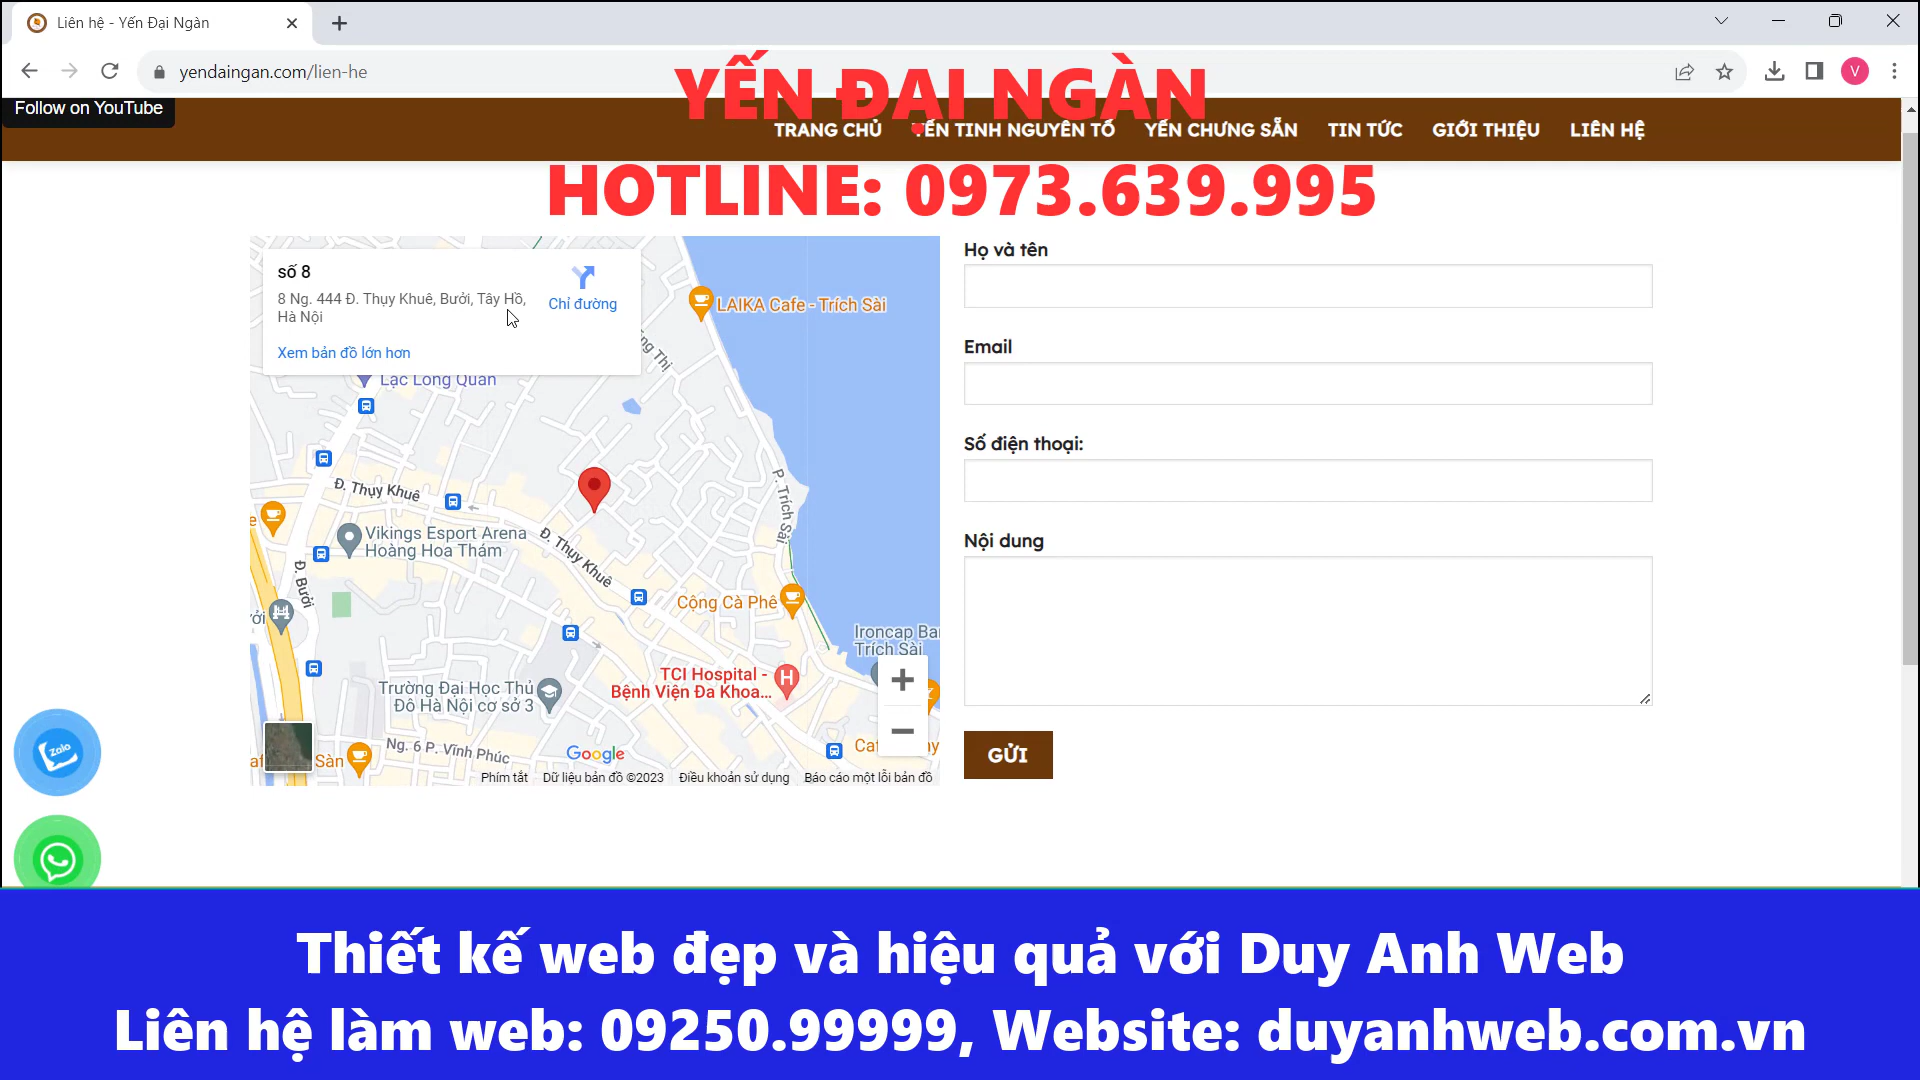 Liên hệ - Yến Đại Ngàn
yendaingan.com/lien-he
V
Follow on YouTube
YẾN ĐẠI NGÀN
TRANG CHỦ
YẾN TINH NGUYÊN TỔ
YẾN CHƯNG SẴN
TIN TỨC
GIỚI THIỆU
LIÊN HỆ
HOTLINE: 0973.639.995
số 8
8 Ng. 444 Đ. Thụy Khuê, Bưởi, Tây Hồ,
Hà Nội
Chỉ đường
Xem bản đồ lớn hơn
LAIKA Cafe - Trích Sài
Lạc Long Quân
Đ. Thụy Khuê
P. Trích Sài
Vikings Esport Arena
Hoàng Hoa Thám
Đ. Thụy Khuê
Đ. Bưởi
Cộng Cà Phê
Trích Sài
TCI Hospital -
Bệnh Viện Đa Khoa...
Trường Đại Học Thủ
Đô Hà Nội cơ sở 3
Ng. 6 P. Vĩnh Phúc
Google
Phím tắt
Dữ liệu bản đồ ©2023
Điều khoản sử dụng
Báo cáo một lỗi bản đồ
Họ và tên
Email
Số điện thoại:
Nội dung
GỬI
Zalo
Thiết kế web đẹp và hiệu quả với Duy Anh Web
Liên hệ làm web: 09250.99999, Website: duyanhweb.com.vn